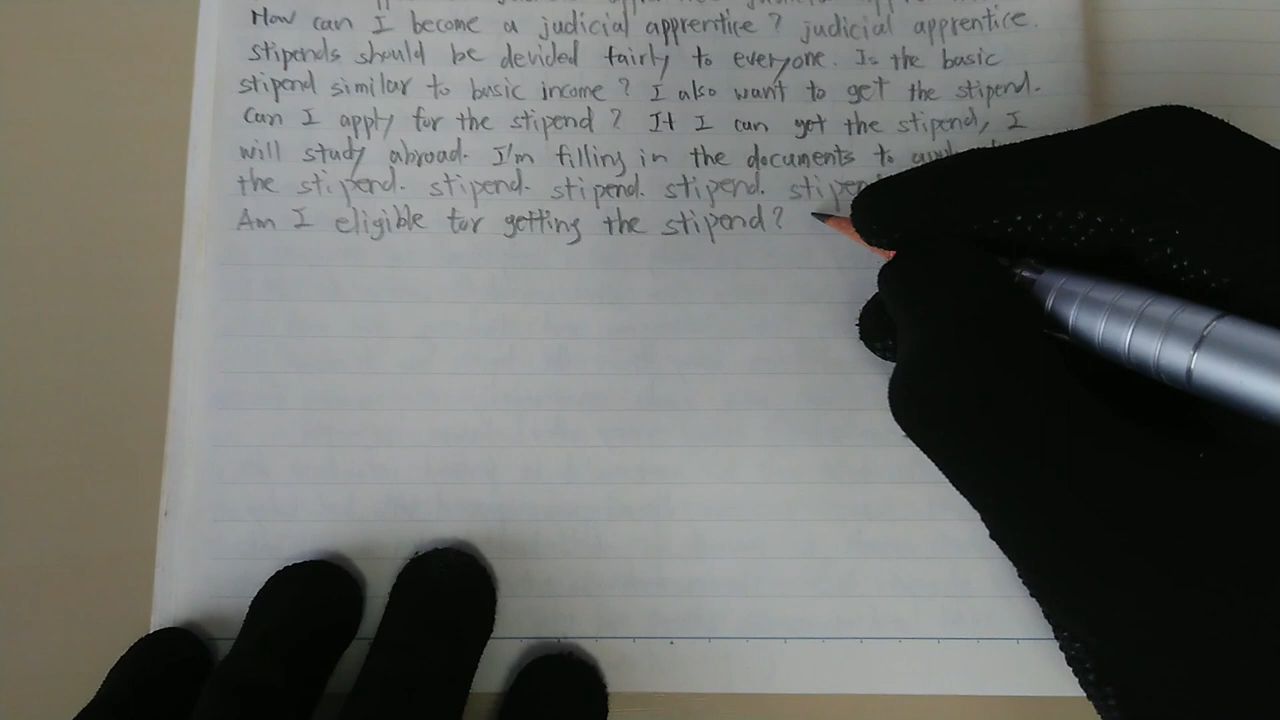 How can I become a judicial apprentice? judicial apprentice.
stipends should be devided fairly to everyone. Is the basic
stipend similar to basic income? I also want to get the stipend.
Can I apply for the stipend? If I can get the stipend, I
will study abroad. I'm filling in the documents to
the stipend. stipend. stipend. stipend.
Am I eligible for getting the stipend?